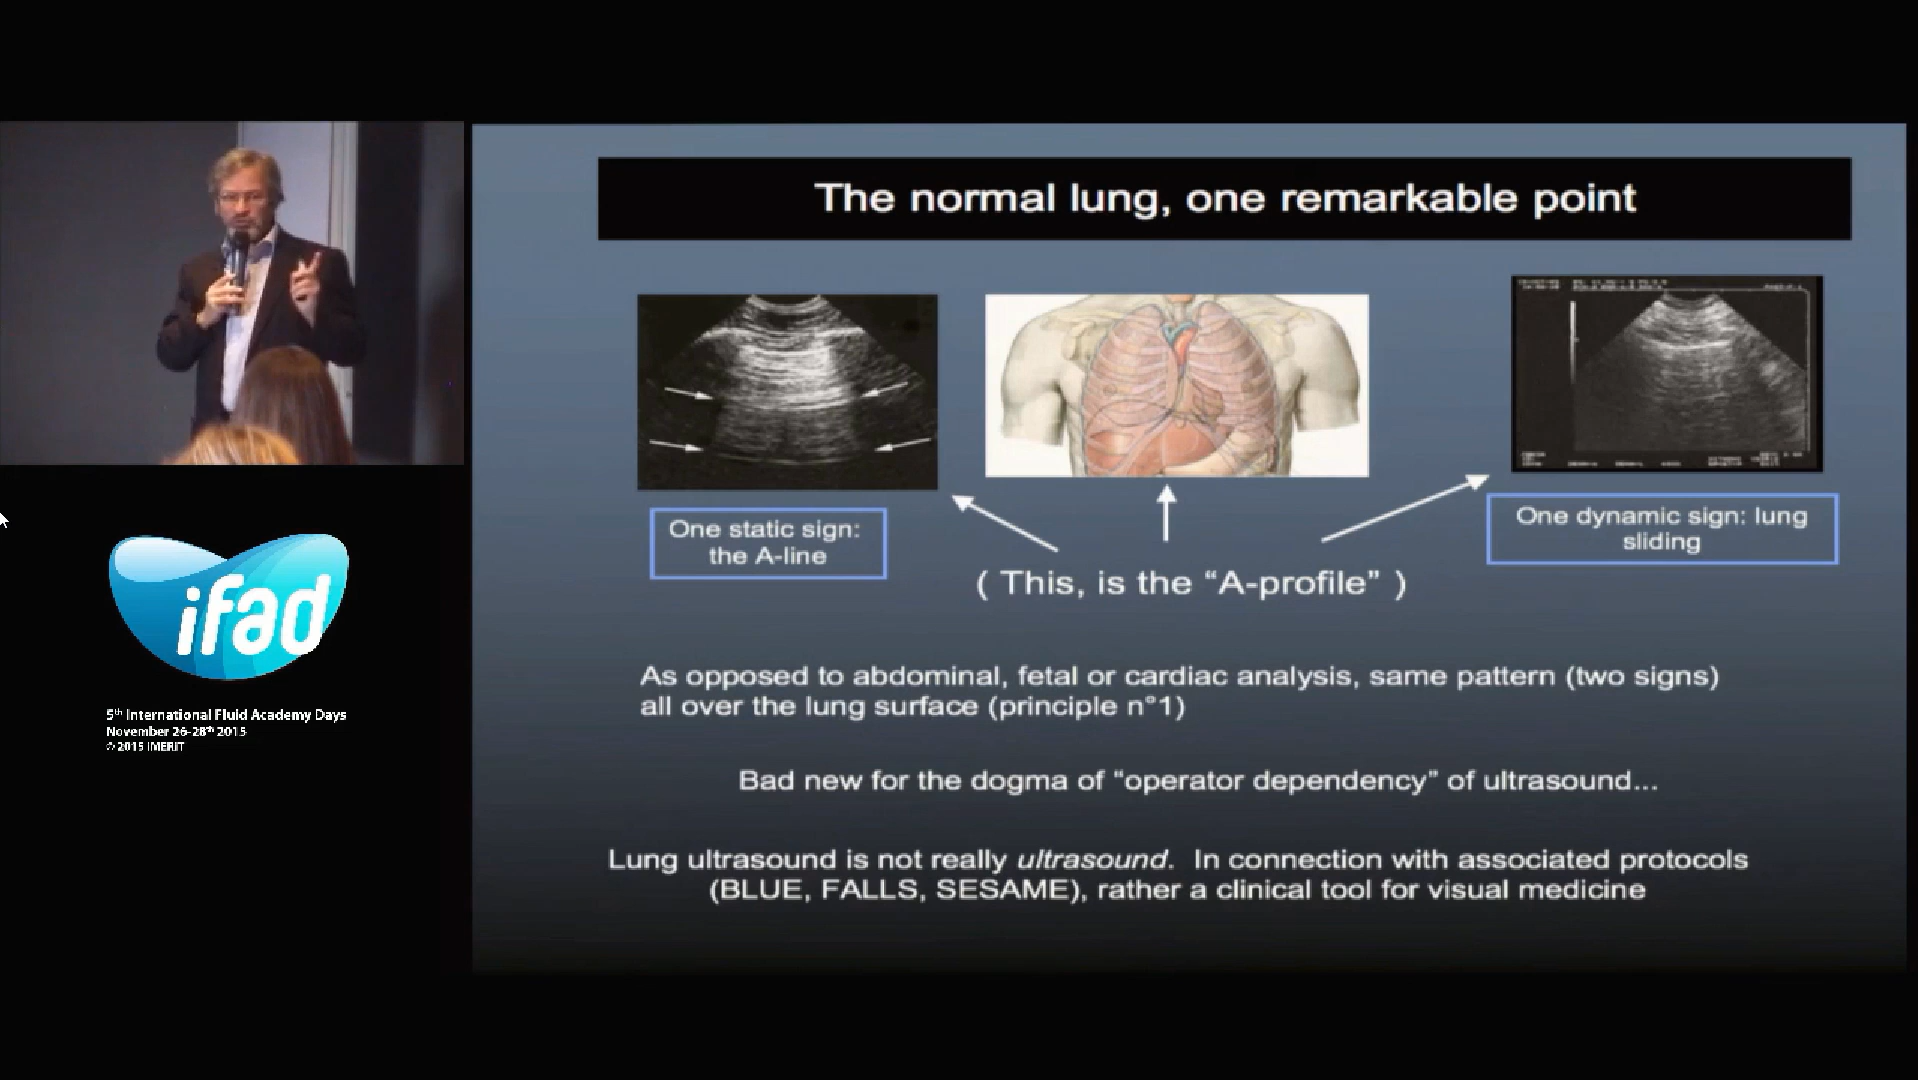 The normal lung, one remarkable point
One static sign:
the A-line
One dynamic sign: lung
sliding
( This, is the “A-profile” )
As opposed to abdominal, fetal or cardiac analysis, same pattern (two signs)
all over the lung surface (principle n°1)
Bad new for the dogma of "operator dependency" of ultrasound...
Lung ultrasound is not really ultrasound. In connection with associated protocols
(BLUE, FALLS, SESAME), rather a clinical tool for visual medicine
ifad
5th International Fluid Academy Days
November 26-28th 2015
© 2015 IMERIT